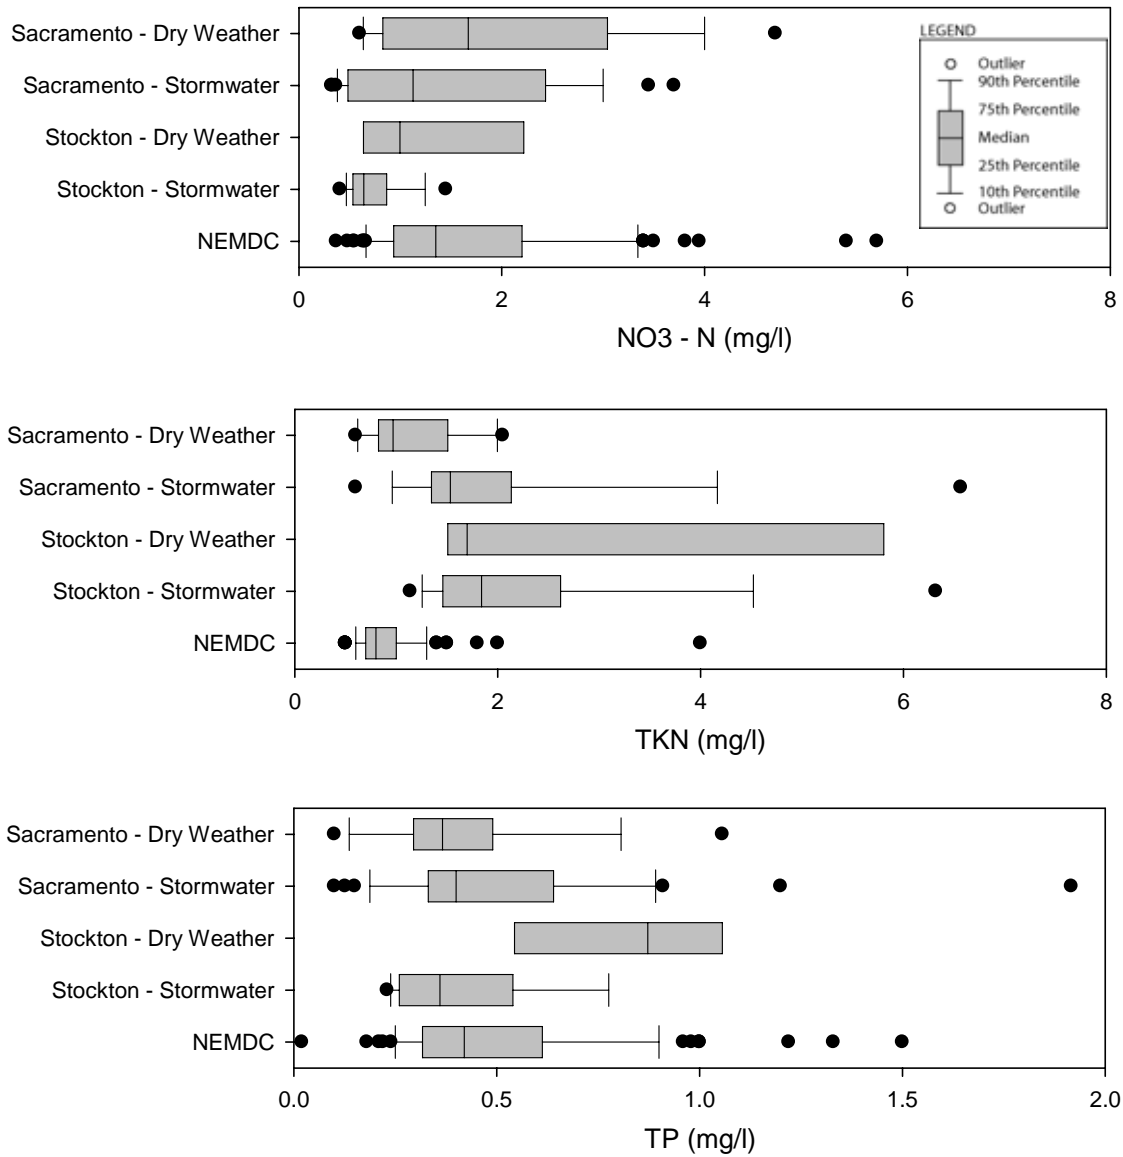 Sacramento - Dry Weather
Sacramento - Stormwater
Stockton - Dry Weather
Stockton - Stormwater
NEMDC
LEGEND
Outlier
90th Percentile
75th Percentile
Median
25th Percentile
10th Percentile
Outlier
0 2 4 6 8
NO3 - N (mg/l)
Sacramento - Dry Weather
Sacramento - Stormwater
Stockton - Dry Weather
Stockton - Stormwater
NEMDC
0 2 4 6 8
TKN (mg/l)
Sacramento - Dry Weather
Sacramento - Stormwater
Stockton - Dry Weather
Stockton - Stormwater
NEMDC
0.0 0.5 1.0 1.5 2.0
TP (mg/l)